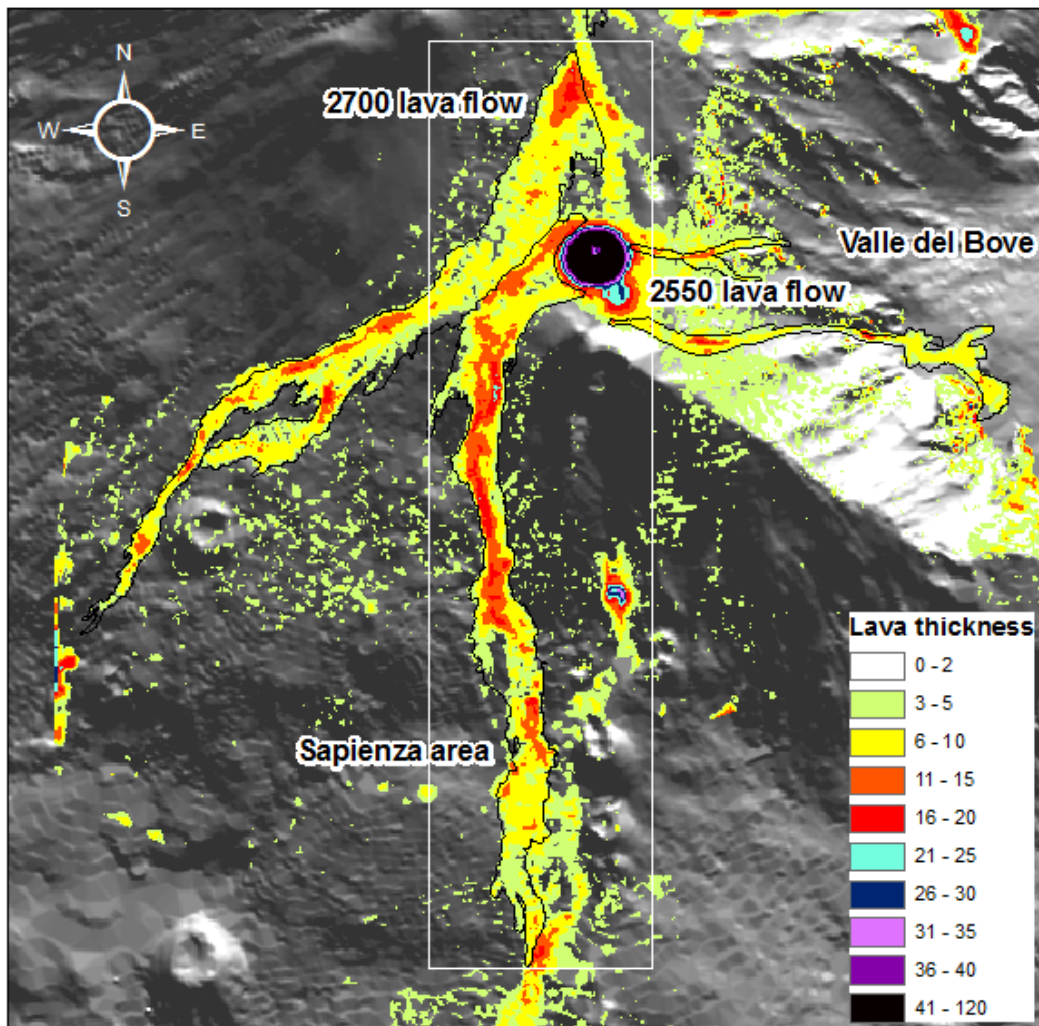 N
W
E
S
2700 lava flow
Valle del Bove
2550 lava flow
Sapienza area
Lava thickness
0 - 2
3 - 5
6 - 10
11 - 15
16 - 20
21 - 25
26 - 30
31 - 35
36 - 40
41 - 120